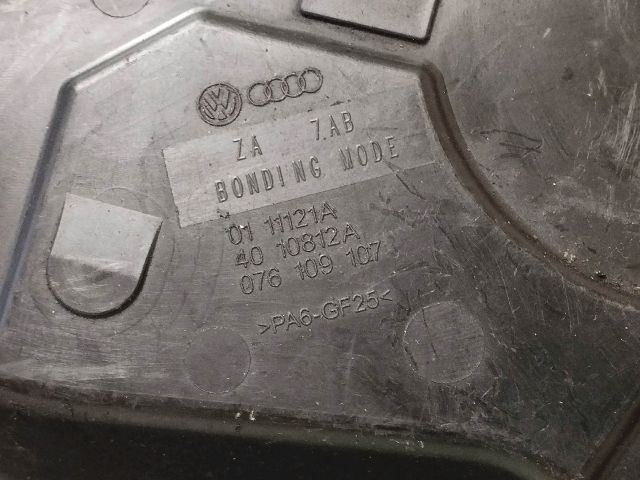 ZA 7.AB
BONDING MODE
01 11121A
40 10812A
076 109 107
>PA6-GF25<